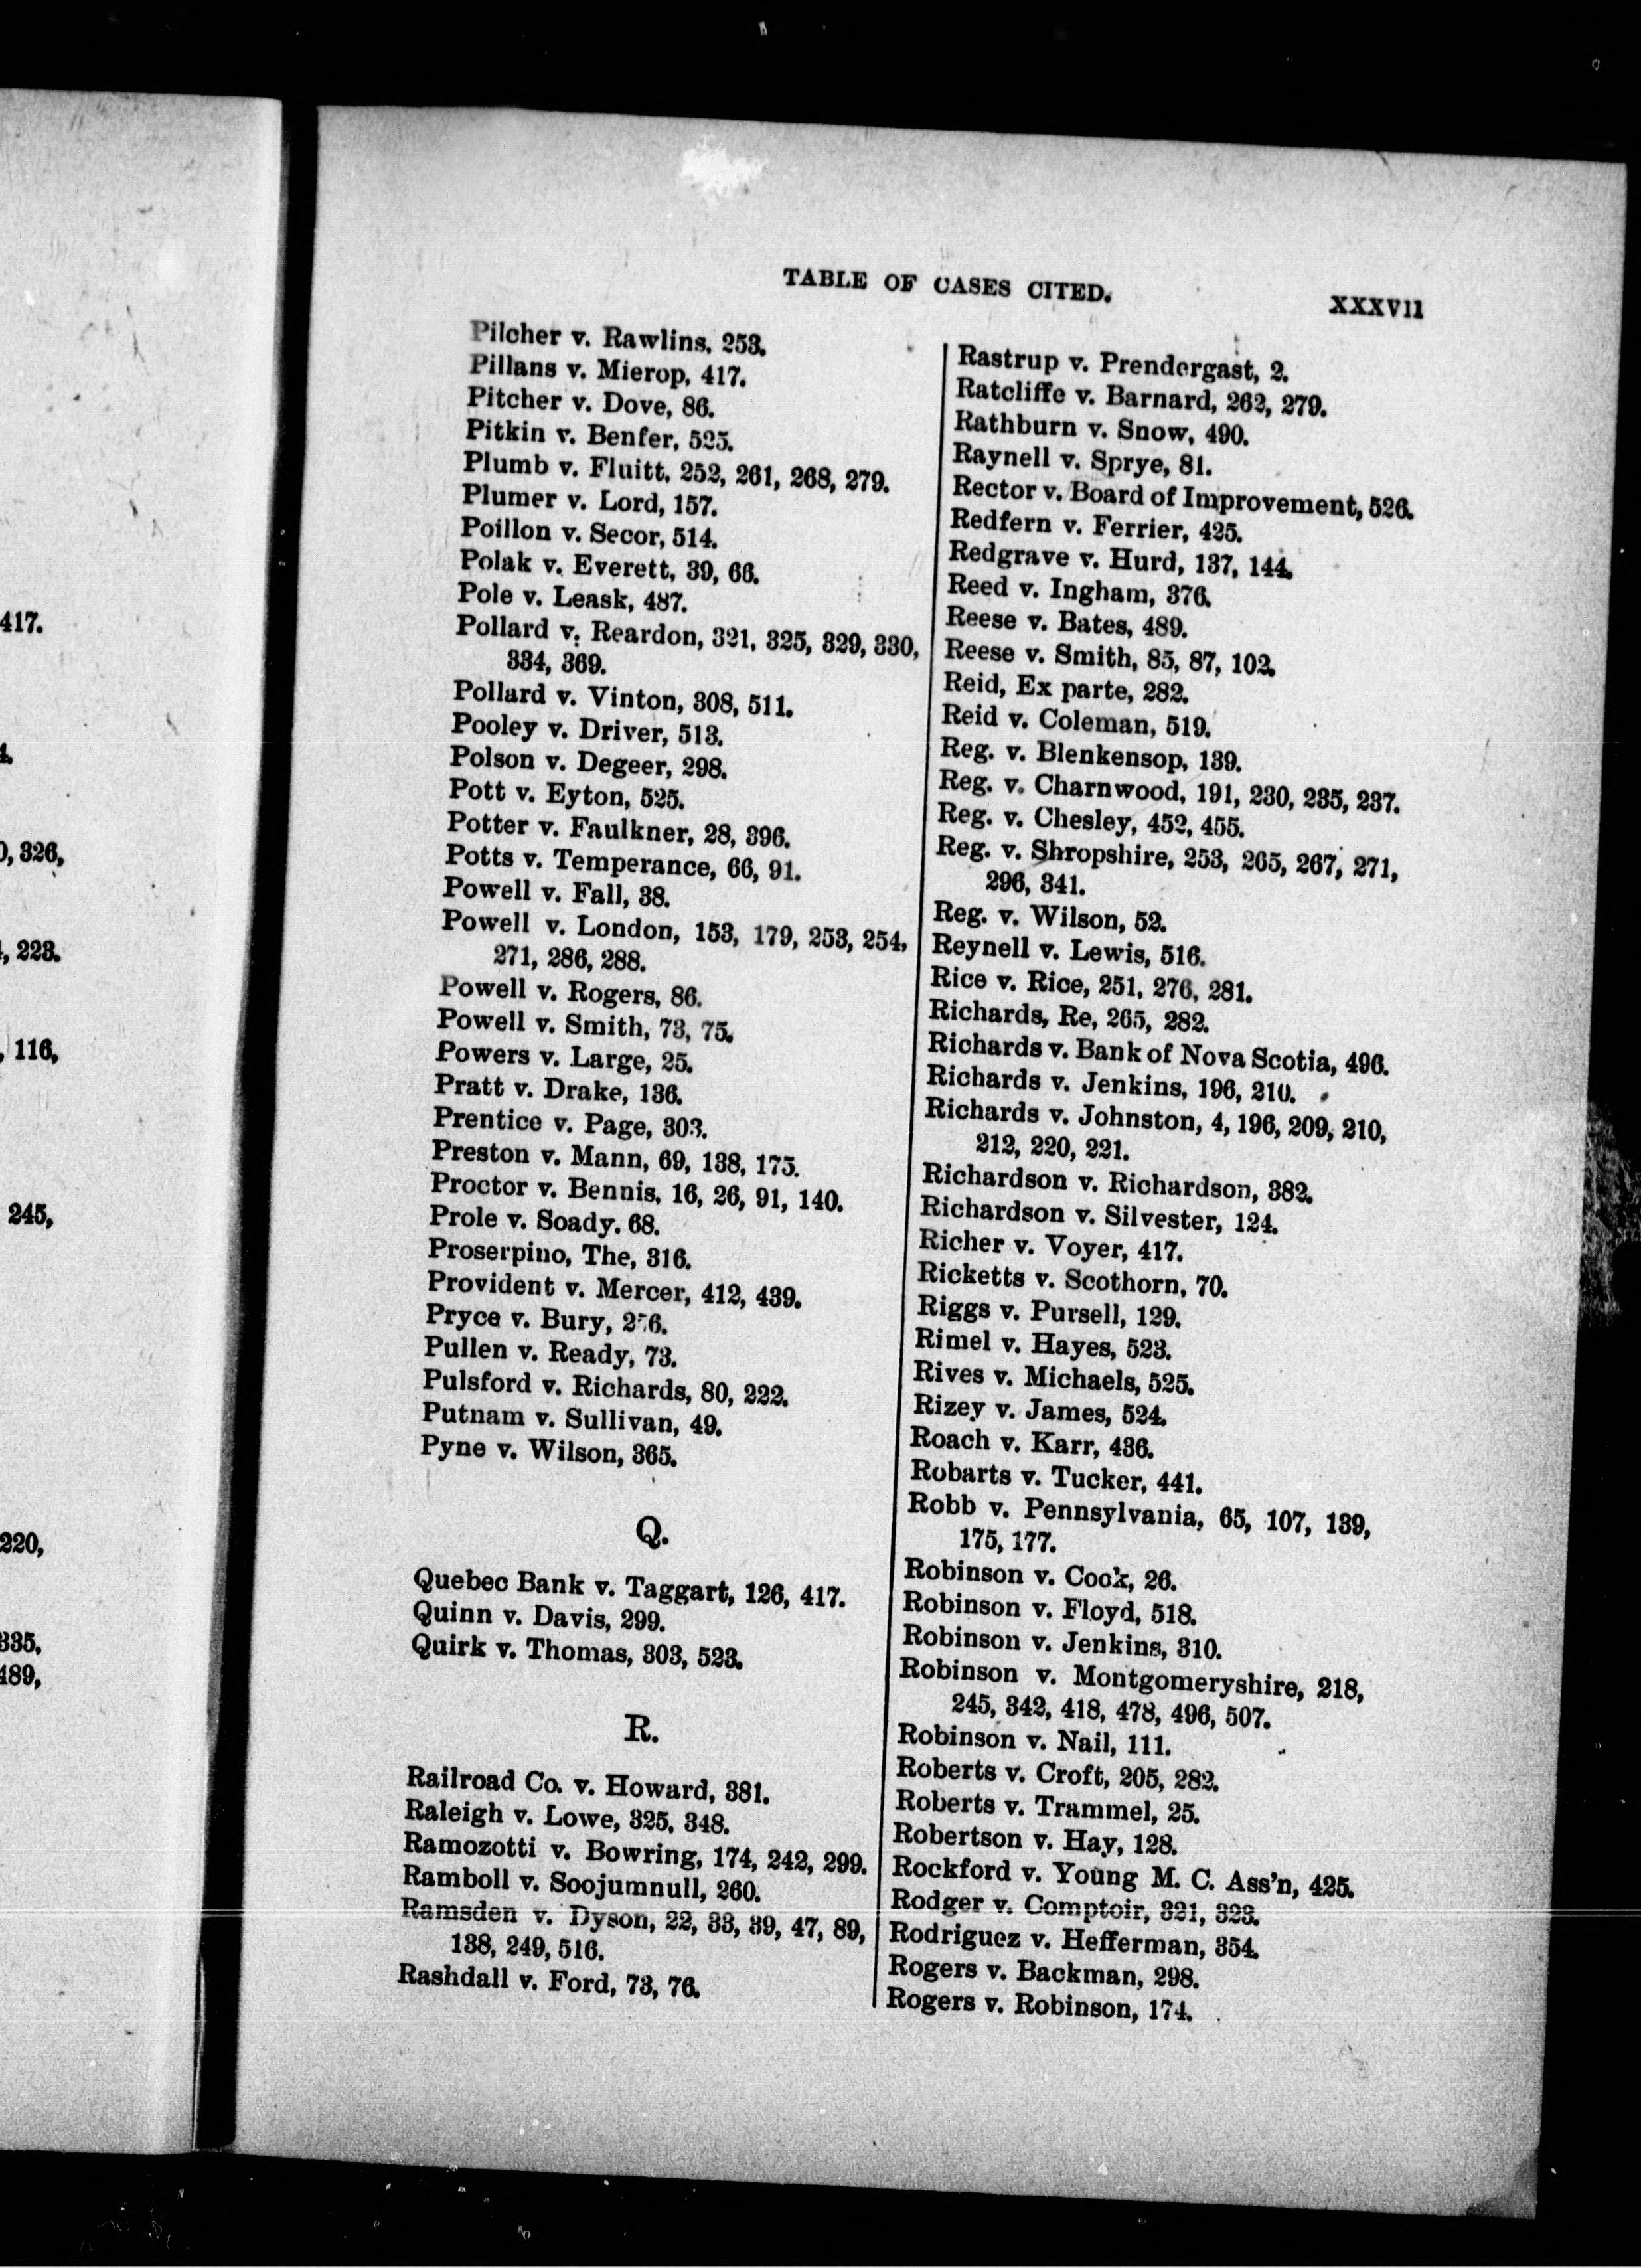 417.
4.
0, 326,
, 223.
, 116,
245,
220,
335,
489,
TABLE OF CASES CITED.
xxxvii
Pilcher v. Rawlins, 253.
Pillans v. Mierop, 417.
Pitcher v. Dove, 86.
Pitkin v. Benfer, 525.
Plumb v. Fluitt, 252, 261, 268, 279.
Plumer v. Lord, 157.
Poillon v. Secor, 514.
Polak v. Everett, 39, 66.
Pole v. Leask, 487.
Pollard v. Reardon, 321, 325, 329, 330,
334, 369.
Pollard v. Vinton, 308, 511.
Pooley v. Driver, 513.
Polson v. Degeer, 298.
Pott v. Eyton, 525.
Potter v. Faulkner, 28, 396.
Potts v. Temperance, 66, 91.
Powell v. Fall, 38.
Powell v. London, 153, 179, 253, 254,
271, 286, 288.
Powell v. Rogers, 86.
Powell v. Smith, 73, 75.
Powers v. Large, 25.
Pratt v. Drake, 136.
Prentice v. Page, 303.
Preston v. Mann, 69, 138, 175.
Proctor v. Bennis, 16, 26, 91, 140.
Prole v. Soady. 68.
Proserpino, The, 316.
Provident v. Mercer, 412, 439.
Pryce v. Bury, 276.
Pullen v. Ready, 73.
Pulsford v. Richards, 80, 222.
Putnam v. Sullivan, 49.
Pyne v. Wilson, 365.
Q.
Quebec Bank v. Taggart, 126, 417.
Quinn v. Davis, 299.
Quirk v. Thomas, 303, 523.
R.
Railroad Co. v. Howard, 381.
Raleigh v. Lowe, 325, 348.
Ramozotti v. Bowring, 174, 242, 299.
Ramboll v. Soojumnull, 260.
Ramsden v. Dyson, 22, 33, 39, 47, 89,
138, 249, 516.
Rashdall v. Ford, 73, 76.
Rastrup v. Prendergast, 2.
Ratcliffe v. Barnard, 262, 279.
Rathburn v. Snow, 490.
Raynell v. Sprye, 81.
Rector v. Board of Improvement, 526.
Redfern v. Ferrier, 425.
Redgrave v. Hurd, 137, 144.
Reed v. Ingham, 376.
Reese v. Bates, 489.
Reese v. Smith, 85, 87, 102.
Reid, Ex parte, 282.
Reid v. Coleman, 519.
Reg. v. Blenkensop, 139.
Reg. v. Charnwood, 191, 230, 235, 237.
Reg. v. Chesley, 452, 455.
Reg. v. Shropshire, 253, 265, 267, 271,
296, 341.
Reg. v. Wilson, 52.
Reynell v. Lewis, 516.
Rice v. Rice, 251, 276, 281.
Richards, Re, 265, 282.
Richards v. Bank of Nova Scotia, 496.
Richards v. Jenkins, 196, 210.
Richards v. Johnston, 4, 196, 209, 210,
212, 220, 221.
Richardson v. Richardson, 382.
Richardson v. Silvester, 124.
Richer v. Voyer, 417.
Ricketts v. Scothorn, 70.
Riggs v. Pursell, 129.
Rimel v. Hayes, 523.
Rives v. Michaels, 525.
Rizey v. James, 524.
Roach v. Karr, 436.
Robarts v. Tucker, 441.
Robb v. Pennsylvania, 65, 107, 139,
175, 177.
Robinson v. Cook, 26.
Robinson v. Floyd, 518.
Robinson v. Jenkins, 310.
Robinson v. Montgomeryshire, 218,
245, 342, 418, 478, 496, 507.
Robinson v. Nail, 111.
Roberts v. Croft, 205, 282.
Roberts v. Trammel, 25.
Robertson v. Hay, 128.
Rockford v. Young M. C. Ass'n, 425.
Rodger v. Comptoir, 321, 323.
Rodriguez v. Hefferman, 354.
Rogers v. Backman, 298.
Rogers v. Robinson, 174.